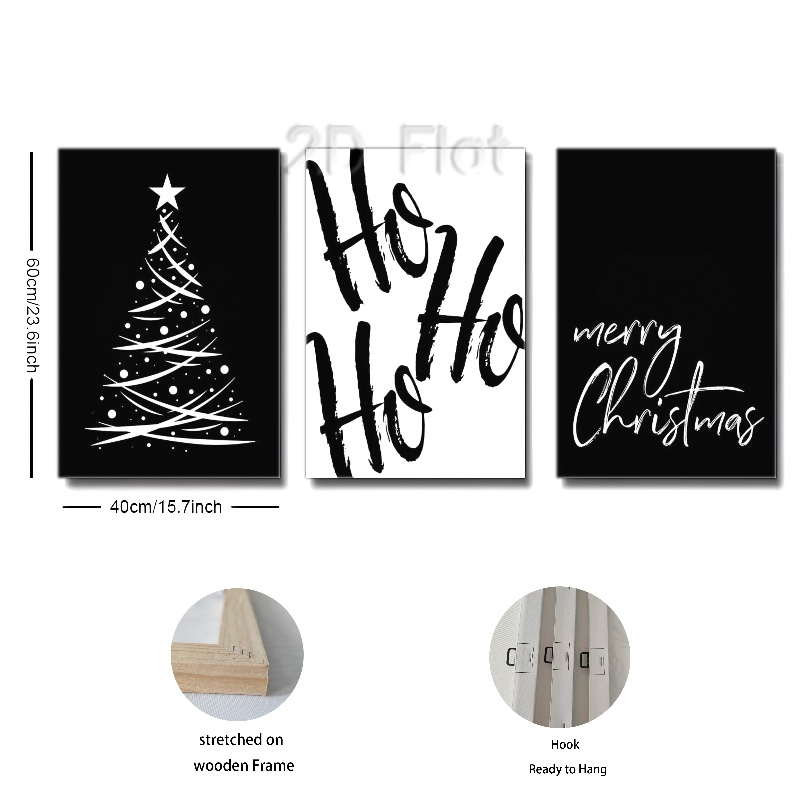 2D Flat
Ho
Ho
Ho
merry
Christmas
60cm/23.6inch
40cm/15.7inch
stretched on
wooden Frame
Hook
Ready to Hang